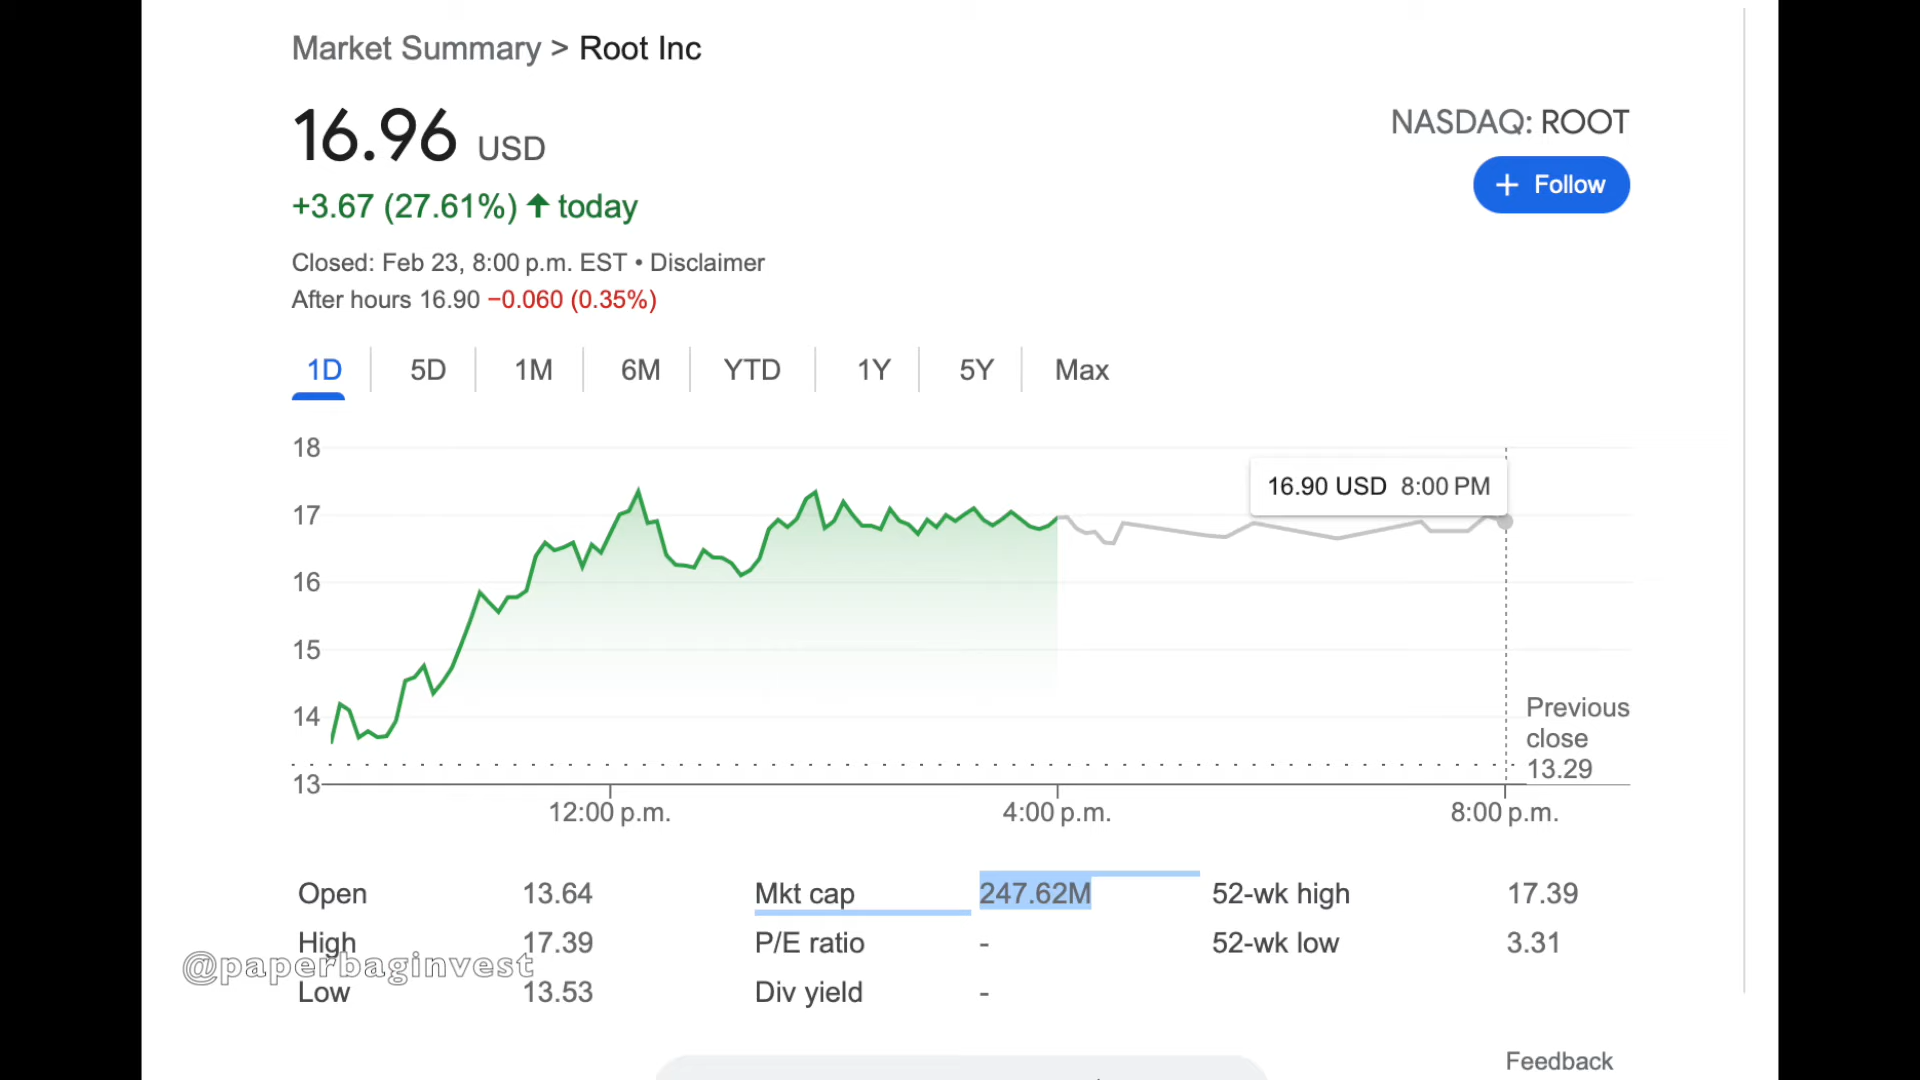 Market Summary > Root Inc
16.96 USD
NASDAQ: ROOT
+ Follow
+3.67 (27.61%) ↑ today
Closed: Feb 23, 8:00 p.m. EST • Disclaimer
After hours 16.90 −0.060 (0.35%)
1D 5D 1M 6M YTD 1Y 5Y Max
18
16.90 USD 8:00 PM
17
16
15
14
Previous
close
13.29
13
12:00 p.m. 4:00 p.m. 8:00 p.m.
Open 13.64 Mkt cap 247.62M 52-wk high 17.39
High 17.39 P/E ratio - 52-wk low 3.31
@paperbaginvest
Low 13.53 Div yield -
Feedback